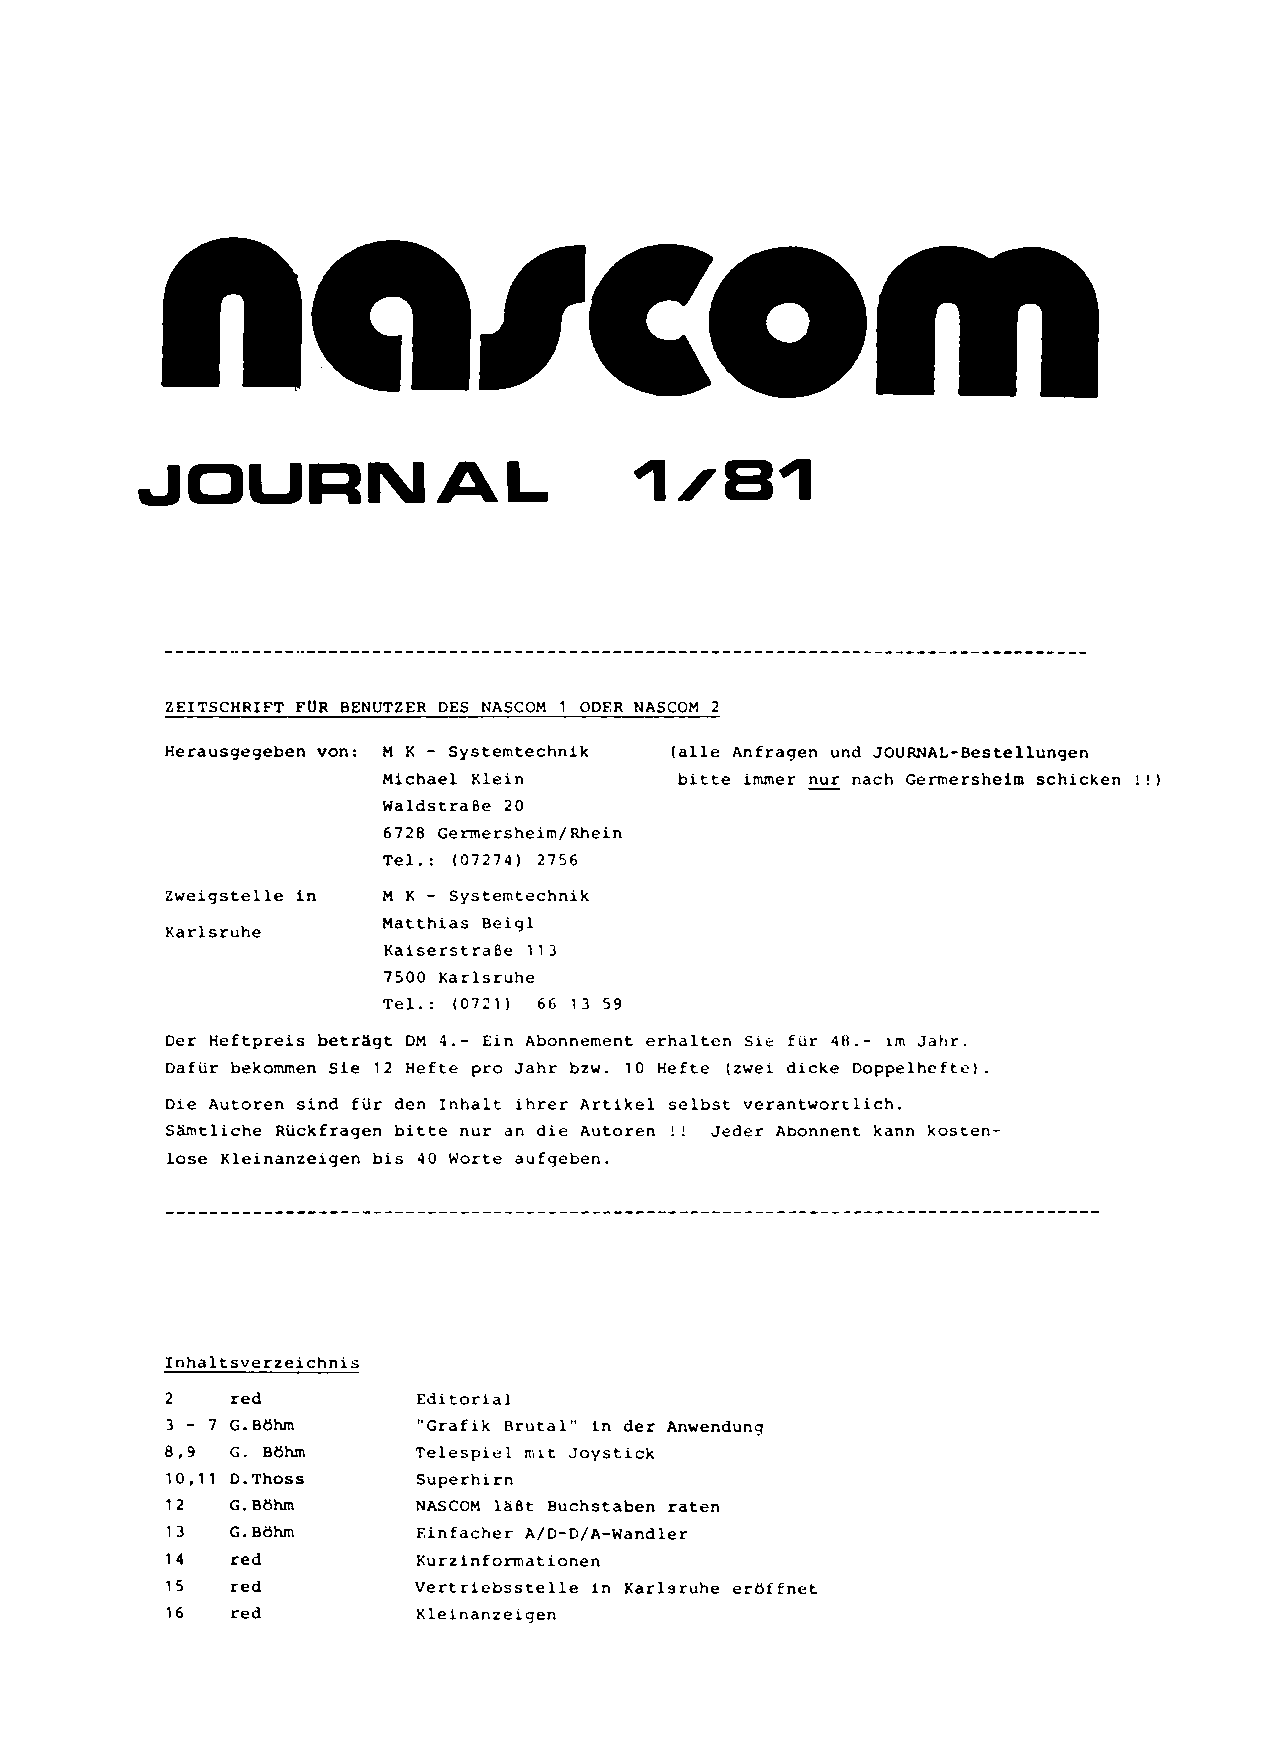 nascom
JOURNAL 1/81
ZEITSCHRIFT FÜR BENUTZER DES NASCOM 1 ODER NASCOM 2
Herausgegeben von: M K - Systemtechnik (alle Anfragen und JOURNAL-Bestellungen
Michael Klein bitte immer nur nach Germersheim schicken !!)
Waldstraße 20
6728 Germersheim/Rhein
Tel.: (07274) 2756
Zweigstelle in M K - Systemtechnik
Karlsruhe Matthias Beigl
Kaiserstraße 113
7500 Karlsruhe
Tel.: (0721) 66 13 59
Der Heftpreis beträgt DM 4.- Ein Abonnement erhalten Sie für 48.- im Jahr.
Dafür bekommen Sie 12 Hefte pro Jahr bzw. 10 Hefte (zwei dicke Doppelhefte).
Die Autoren sind für den Inhalt ihrer Artikel selbst verantwortlich.
Sämtliche Rückfragen bitte nur an die Autoren !! Jeder Abonnent kann kosten-
lose Kleinanzeigen bis 40 Worte aufgeben.
Inhaltsverzeichnis
2 red Editorial
3 - 7 G.Böhm "Grafik Brutal" in der Anwendung
8,9 G. Böhm Telespiel mit Joystick
10,11 D.Thoss Superhirn
12 G.Böhm NASCOM läßt Buchstaben raten
13 G.Böhm Einfacher A/D-D/A-Wandler
14 red Kurzinformationen
15 red Vertriebsstelle in Karlsruhe eröffnet
16 red Kleinanzeigen